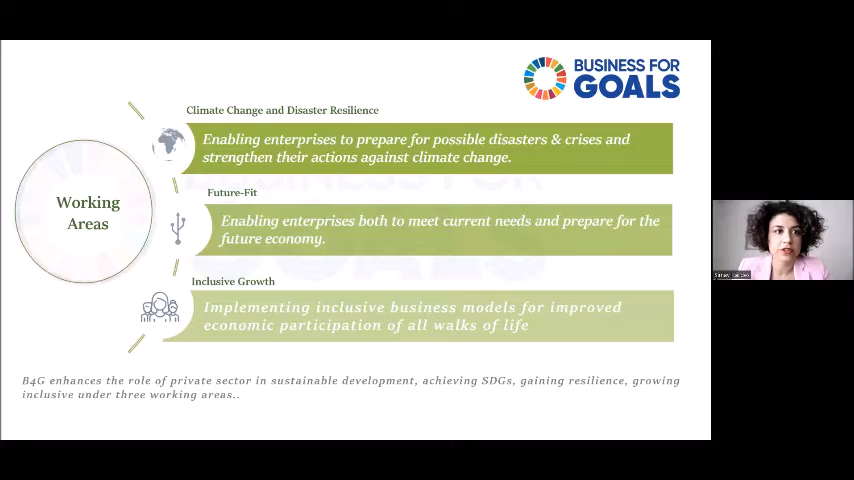 BUSINESS FOR
GOALS
Climate Change and Disaster Resilience
Enabling enterprises to prepare for possible disasters & crises and
strengthen their actions against climate change.
Working
Areas
Future-Fit
Enabling enterprises both to meet current needs and prepare for the
future economy.
Inclusive Growth
Implementing inclusive business models for improved
economic participation of all walks of life
B4G enhances the role of private sector in sustainable development, achieving SDGs, gaining resilience, growing
inclusive under three working areas..